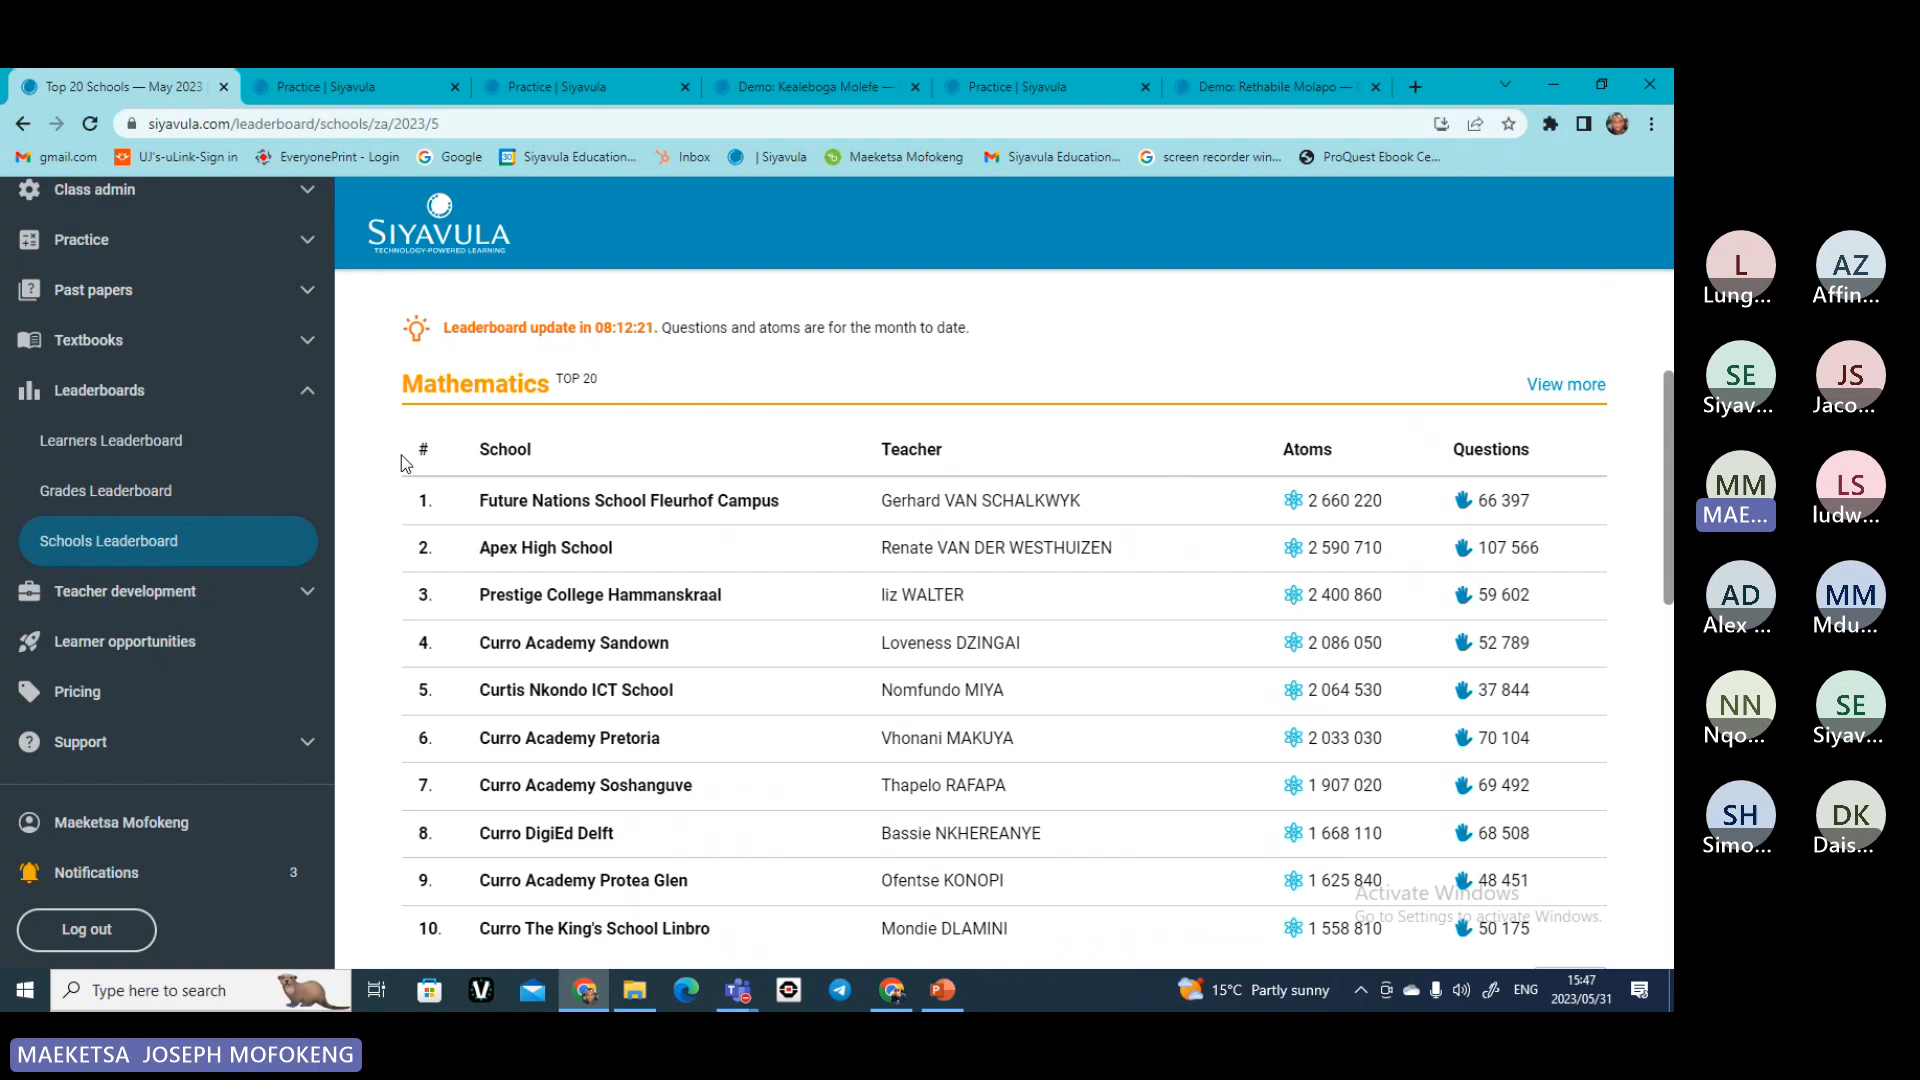 Top 20 Schools — May 2023
Practice | Siyavula
Practice | Siyavula
Demo: Kealeboga Molefe —
Practice | Siyavula
Demo: Rethabile Molapo —
siyavula.com/leaderboard/schools/za/2023/5
gmail.com
UJ's-uLink-Sign in
EveryonePrint - Login
Google
Siyavula Education...
Inbox
| Siyavula
Maeketsa Mofokeng
Siyavula Education...
screen recorder win...
ProQuest Ebook Ce...
Class admin
Practice
Past papers
Textbooks
Leaderboards
Learners Leaderboard
Grades Leaderboard
Schools Leaderboard
Teacher development
Learner opportunities
Pricing
Support
Maeketsa Mofokeng
Notifications 3
Log out
SIYAVULA
TECHNOLOGY-POWERED LEARNING
Leaderboard update in 08:12:21. Questions and atoms are for the month to date.
Mathematics TOP 20 View more
# School Teacher Atoms Questions
1. Future Nations School Fleurhof Campus Gerhard VAN SCHALKWYK 2 660 220 66 397
2. Apex High School Renate VAN DER WESTHUIZEN 2 590 710 107 566
3. Prestige College Hammanskraal liz WALTER 2 400 860 59 602
4. Curro Academy Sandown Loveness DZINGAI 2 086 050 52 789
5. Curtis Nkondo ICT School Nomfundo MIYA 2 064 530 37 844
6. Curro Academy Pretoria Vhonani MAKUYA 2 033 030 70 104
7. Curro Academy Soshanguve Thapelo RAFAPA 1 907 020 69 492
8. Curro DigiEd Delft Bassie NKHEREANYE 1 668 110 68 508
9. Curro Academy Protea Glen Ofentse KONOPI 1 625 840 48 451
10. Curro The King's School Linbro Mondie DLAMINI 1 558 810 50 175
Activate Windows
Go to Settings to activate Windows.
L AZ
Lung... Affin...
SE JS
Siyav... Jaco...
MM LS
MAE... ludw...
AD MM
Alex ... Mdu...
NN SE
Nqo... Siyav...
SH DK
Simo... Dais...
Type here to search
15°C Partly sunny
ENG
15:47
2023/05/31
MAEKETSA JOSEPH MOFOKENG